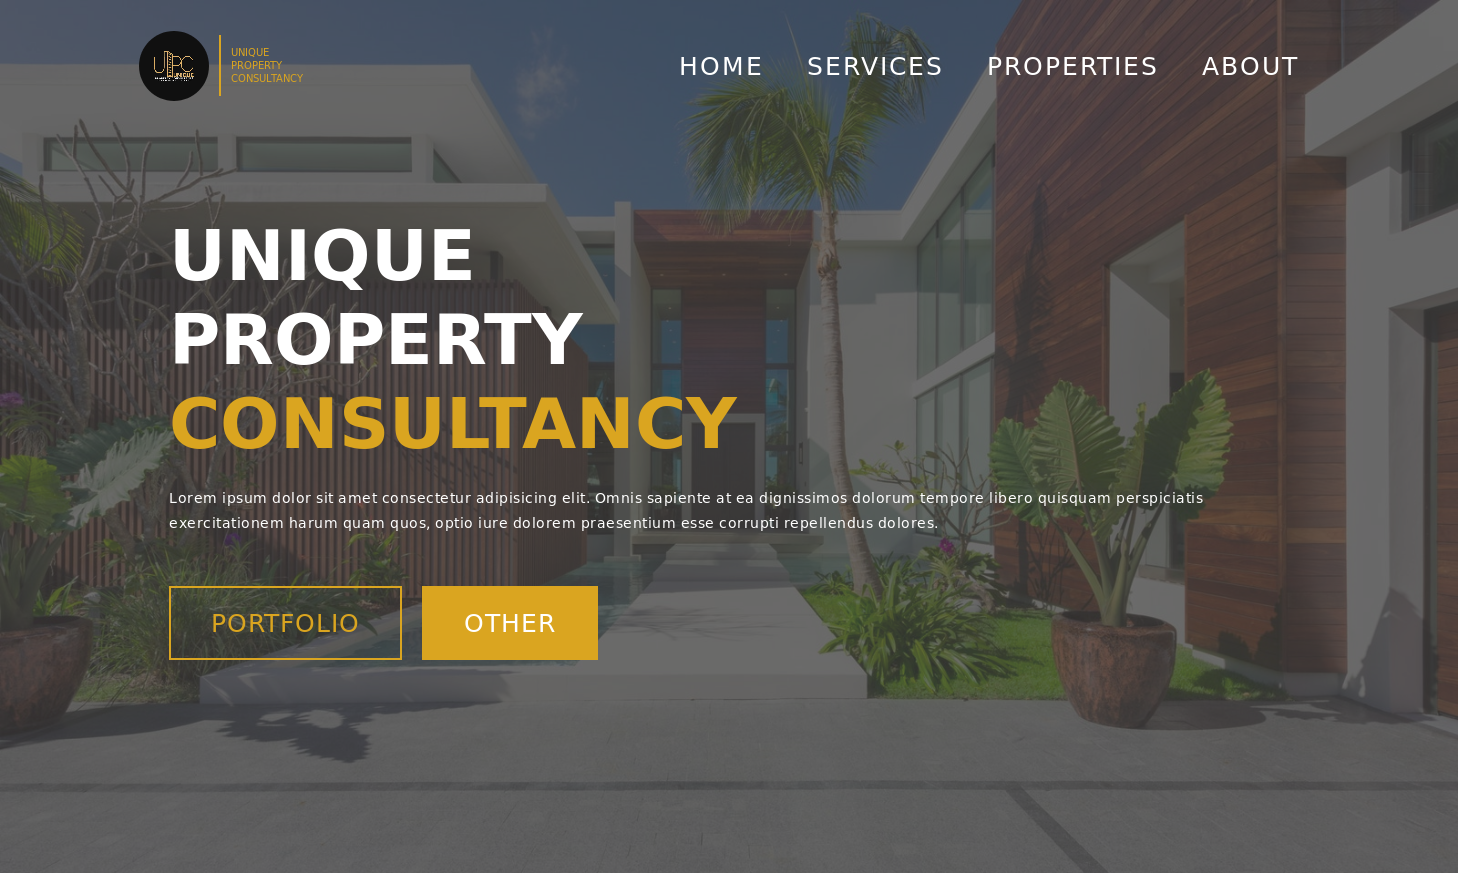 UPC
UNIQUE
UNIQUE
PROPERTY
CONSULTANCY
HOME SERVICES PROPERTIES ABOUT
UNIQUE
PROPERTY
CONSULTANCY
Lorem ipsum dolor sit amet consectetur adipisicing elit. Omnis sapiente at ea dignissimos dolorum tempore libero quisquam perspiciatis
exercitationem harum quam quos, optio iure dolorem praesentium esse corrupti repellendus dolores.
PORTFOLIO OTHER